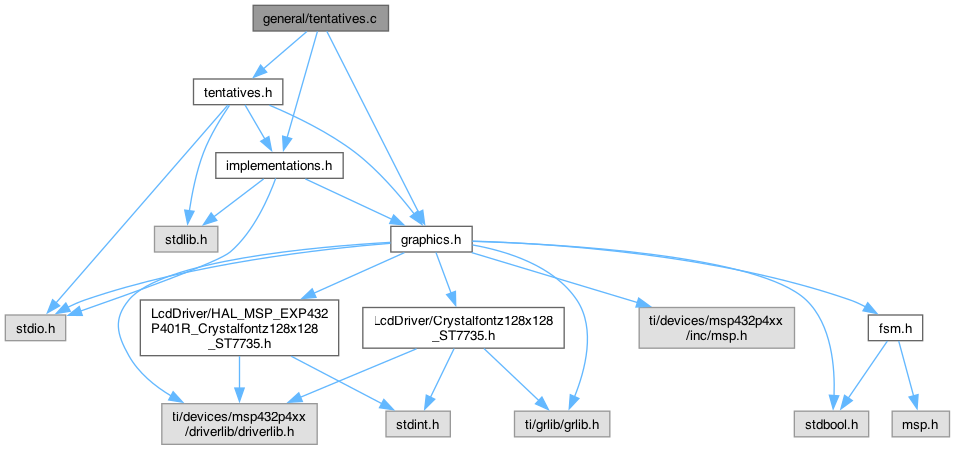 general/tentatives.c
tentatives.h
implementations.h
stdlib.h
graphics.h
stdio.h
LcdDriver/HAL_MSP_EXP432
P401R_Crystalfontz128x128
_ST7735.h
LcdDriver/Crystalfontz128x128
_ST7735.h
ti/devices/msp432p4xx
/inc/msp.h
fsm.h
ti/devices/msp432p4xx
/driverlib/driverlib.h
stdint.h
ti/grlib/grlib.h
stdbool.h
msp.h